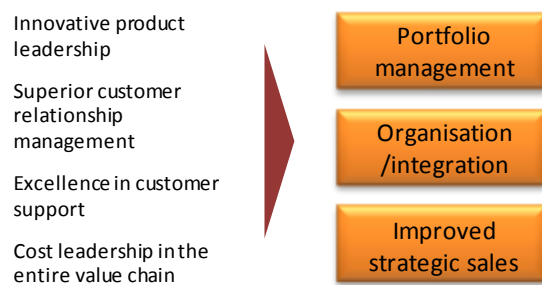 Innovative product
leadership
Superior customer
relationship
management
Excellence in customer
support
Cost leadership in the
entire value chain
Portfolio
management
Organisation
/integration
Improved
strategic sales